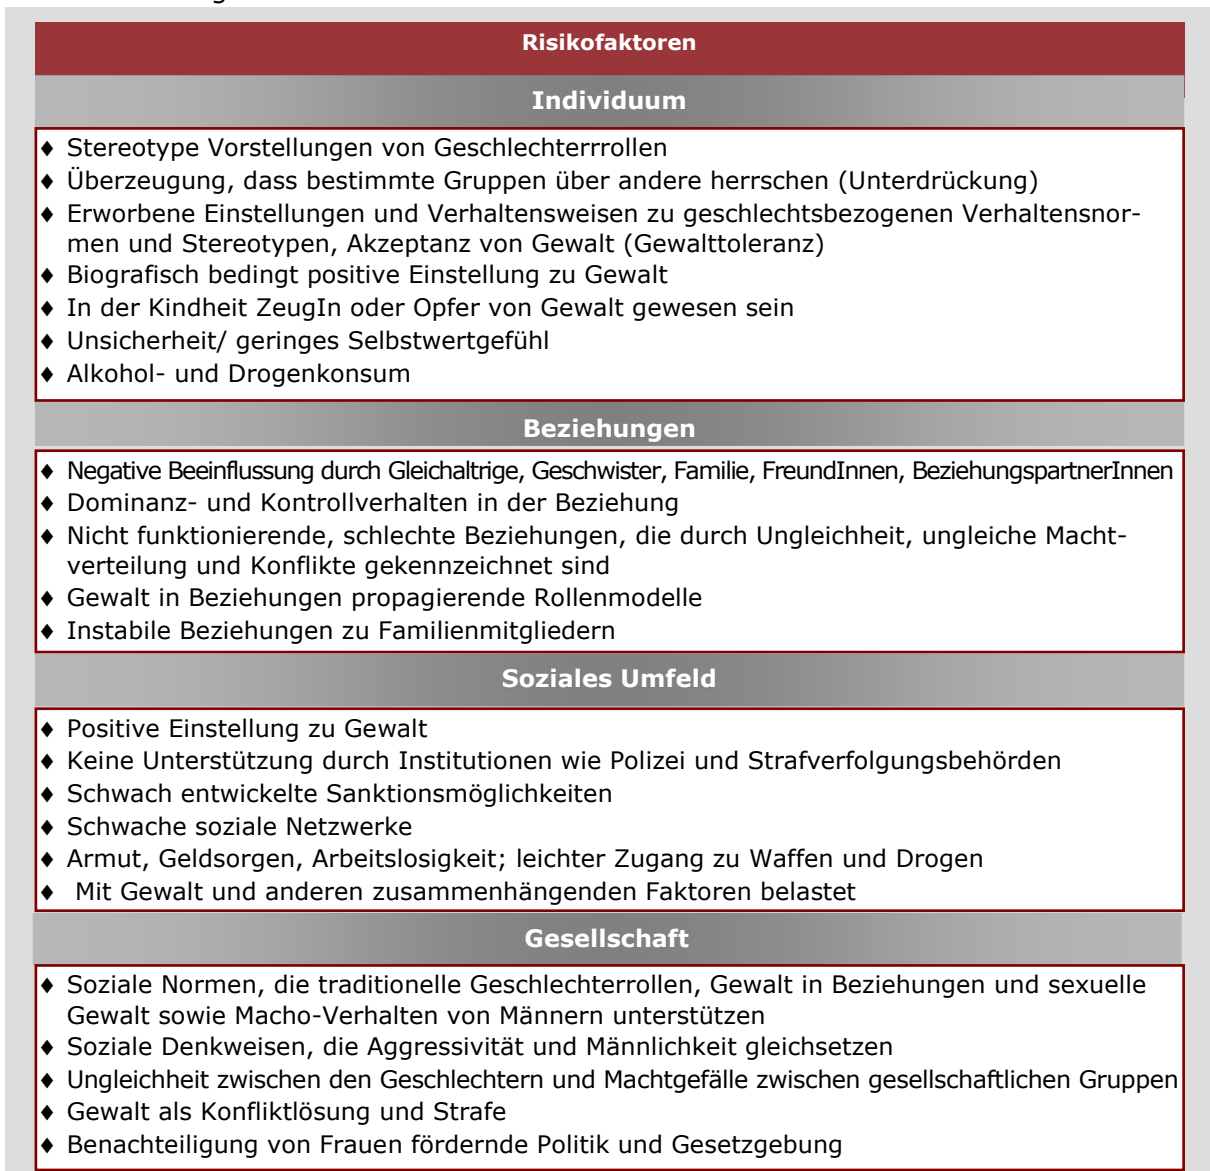 Risikofaktoren
Individuum
♦ Stereotype Vorstellungen von Geschlechterrrollen
♦ Überzeugung, dass bestimmte Gruppen über andere herrschen (Unterdrückung)
♦ Erworbene Einstellungen und Verhaltensweisen zu geschlechtsbezogenen Verhaltensnor-
men und Stereotypen, Akzeptanz von Gewalt (Gewalttoleranz)
♦ Biografisch bedingt positive Einstellung zu Gewalt
♦ In der Kindheit ZeugIn oder Opfer von Gewalt gewesen sein
♦ Unsicherheit/ geringes Selbstwertgefühl
♦ Alkohol- und Drogenkonsum
Beziehungen
♦ Negative Beeinflussung durch Gleichaltrige, Geschwister, Familie, FreundInnen, BeziehungspartnerInnen
♦ Dominanz- und Kontrollverhalten in der Beziehung
♦ Nicht funktionierende, schlechte Beziehungen, die durch Ungleichheit, ungleiche Macht-
verteilung und Konflikte gekennzeichnet sind
♦ Gewalt in Beziehungen propagierende Rollenmodelle
♦ Instabile Beziehungen zu Familienmitgliedern
Soziales Umfeld
♦ Positive Einstellung zu Gewalt
♦ Keine Unterstützung durch Institutionen wie Polizei und Strafverfolgungsbehörden
♦ Schwach entwickelte Sanktionsmöglichkeiten
♦ Schwache soziale Netzwerke
♦ Armut, Geldsorgen, Arbeitslosigkeit; leichter Zugang zu Waffen und Drogen
♦ Mit Gewalt und anderen zusammenhängenden Faktoren belastet
Gesellschaft
♦ Soziale Normen, die traditionelle Geschlechterrollen, Gewalt in Beziehungen und sexuelle
Gewalt sowie Macho-Verhalten von Männern unterstützen
♦ Soziale Denkweisen, die Aggressivität und Männlichkeit gleichsetzen
♦ Ungleichheit zwischen den Geschlechtern und Machtgefälle zwischen gesellschaftlichen Gruppen
♦ Gewalt als Konfliktlösung und Strafe
♦ Benachteiligung von Frauen fördernde Politik und Gesetzgebung